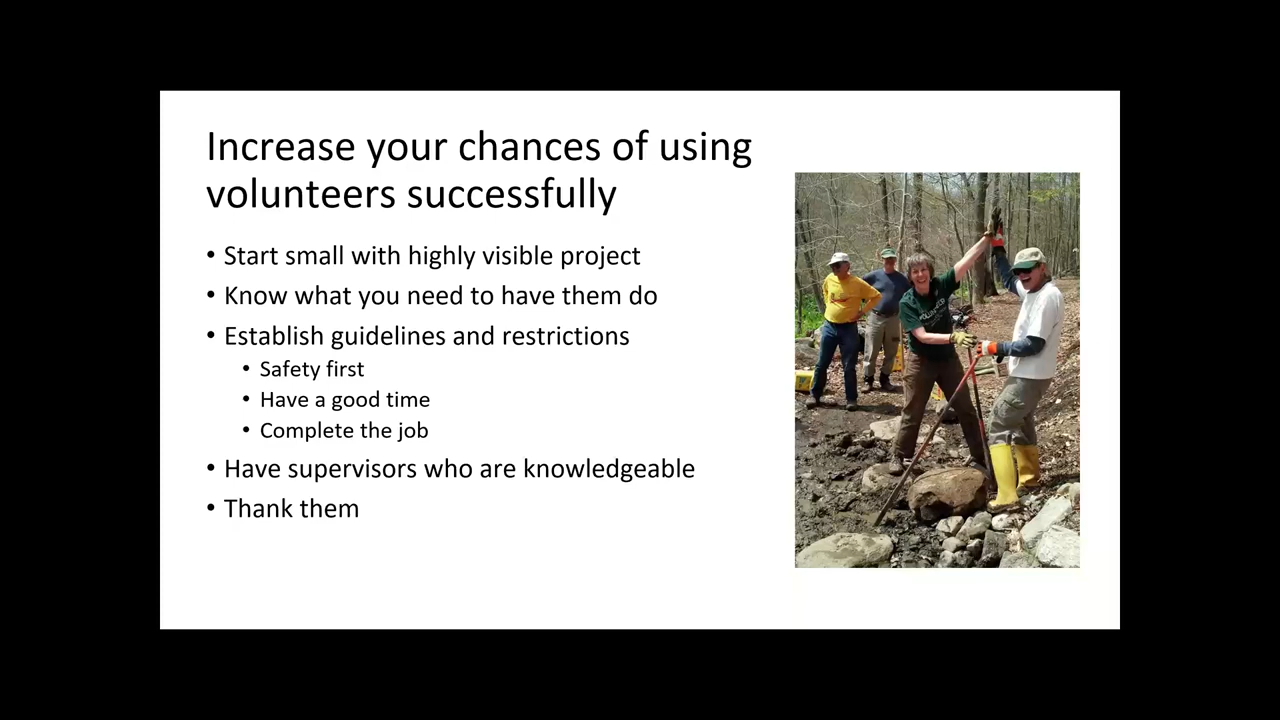 Increase your chances of using
volunteers successfully
• Start small with highly visible project
• Know what you need to have them do
• Establish guidelines and restrictions
• Safety first
• Have a good time
• Complete the job
• Have supervisors who are knowledgeable
• Thank them